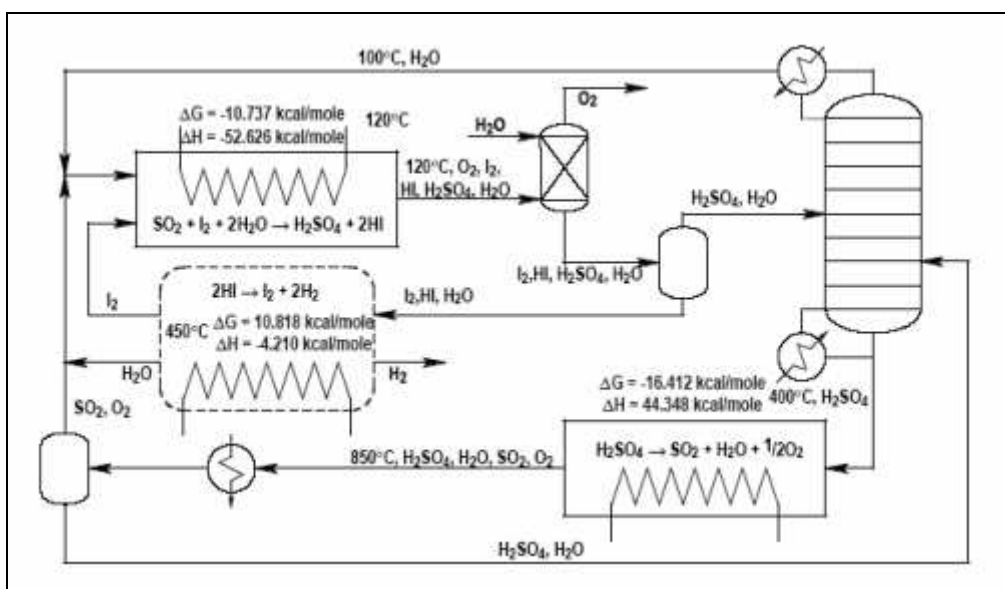 100°C, H₂O
ΔG = -10.737 kcal/mole
ΔH = -52.626 kcal/mole
120°C
SO₂ + I₂ + 2H₂O → H₂SO₄ + 2HI
120°C, O₂, I₂,
HI, H₂SO₄, H₂O
H₂O
O₂
I₂,HI, H₂SO₄, H₂O
H₂SO₄, H₂O
I₂
2HI → I₂ + 2H₂
450°C
ΔG = 10.818 kcal/mole
ΔH = -4.210 kcal/mole
I₂,HI, H₂O
H₂O
H₂
SO₂, O₂
ΔG = -16.412 kcal/mole
ΔH = 44.348 kcal/mole
400°C, H₂SO₄
H₂SO₄ → SO₂ + H₂O + 1/2O₂
850°C, H₂SO₄, H₂O, SO₂, O₂
H₂SO₄, H₂O